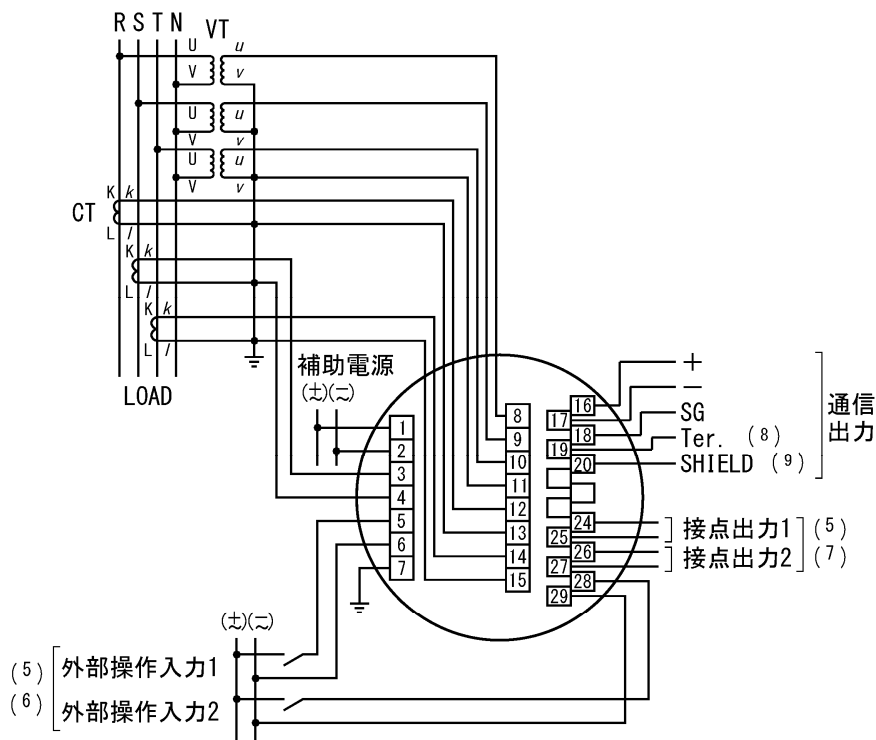 R S T N VT
U u
V v
U u
V v
U u
V v
K k
CT
L l
K k
L l
K k
L l
LOAD
補助電源
(±)(−)
1
2
3
4
5
6
7
8
9
10
11
12
13
14
15
16
17
18
19
20
24
25
26
27
28
29
+
−
SG
Ter. (8)
SHIELD (9)
通信
出力
接点出力1 (5)
接点出力2 (7)
(±)(−)
(5) 外部操作入力1
(6) 外部操作入力2